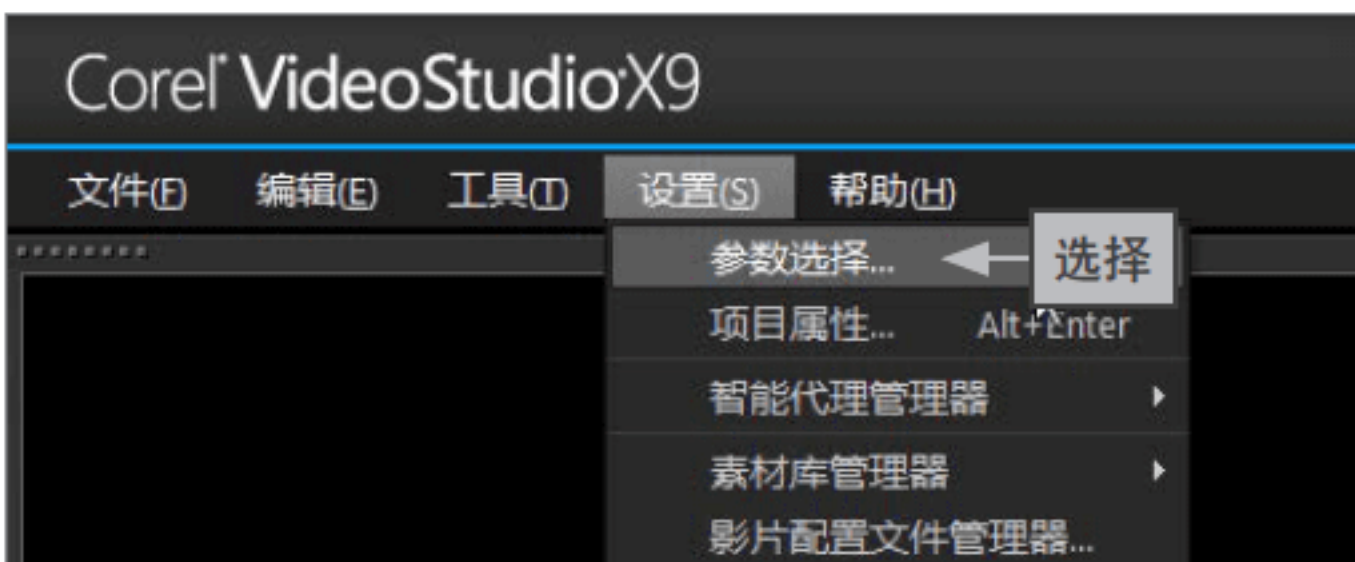 Corel VideoStudio X9
文件(F) 编辑(E) 工具(T) 设置(S) 帮助(H)
参数选择... 选择
项目属性... Alt+Enter
智能代理管理器
素材库管理器
影片配置文件管理器...